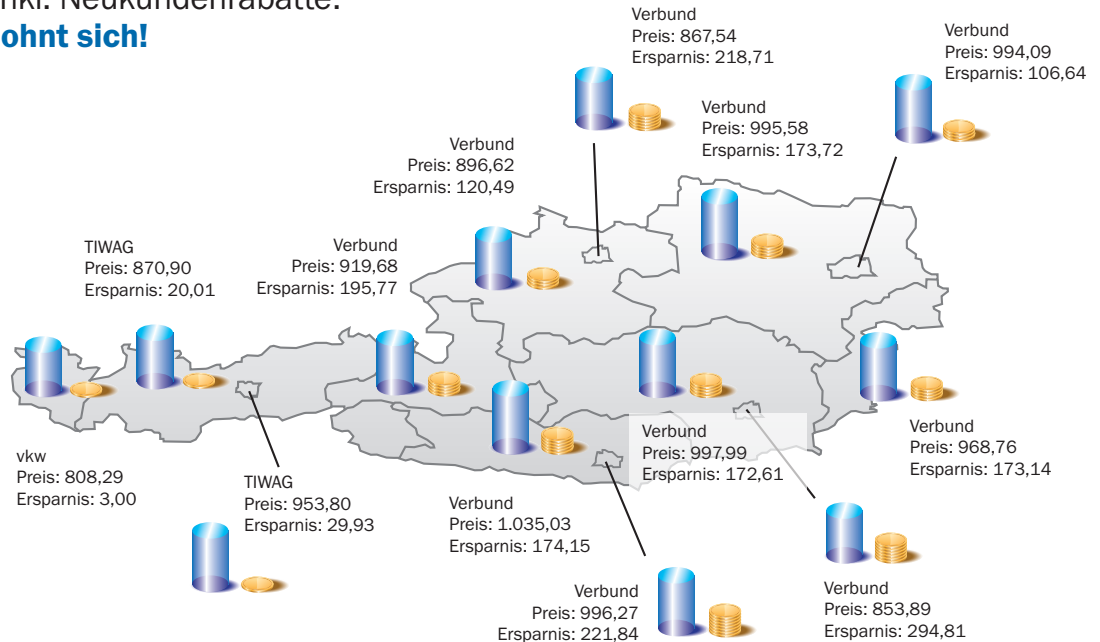 nkl. Neukundenrabatte.
ohnt sich!
Verbund
Preis: 867,54
Ersparnis: 218,71
Verbund
Preis: 994,09
Ersparnis: 106,64
Verbund
Preis: 995,58
Ersparnis: 173,72
Verbund
Preis: 896,62
Ersparnis: 120,49
TIWAG
Preis: 870,90
Ersparnis: 20,01
Verbund
Preis: 919,68
Ersparnis: 195,77
vkw
Preis: 808,29
Ersparnis: 3,00
TIWAG
Preis: 953,80
Ersparnis: 29,93
Verbund
Preis: 1.035,03
Ersparnis: 174,15
Verbund
Preis: 997,99
Ersparnis: 172,61
Verbund
Preis: 968,76
Ersparnis: 173,14
Verbund
Preis: 996,27
Ersparnis: 221,84
Verbund
Preis: 853,89
Ersparnis: 294,81